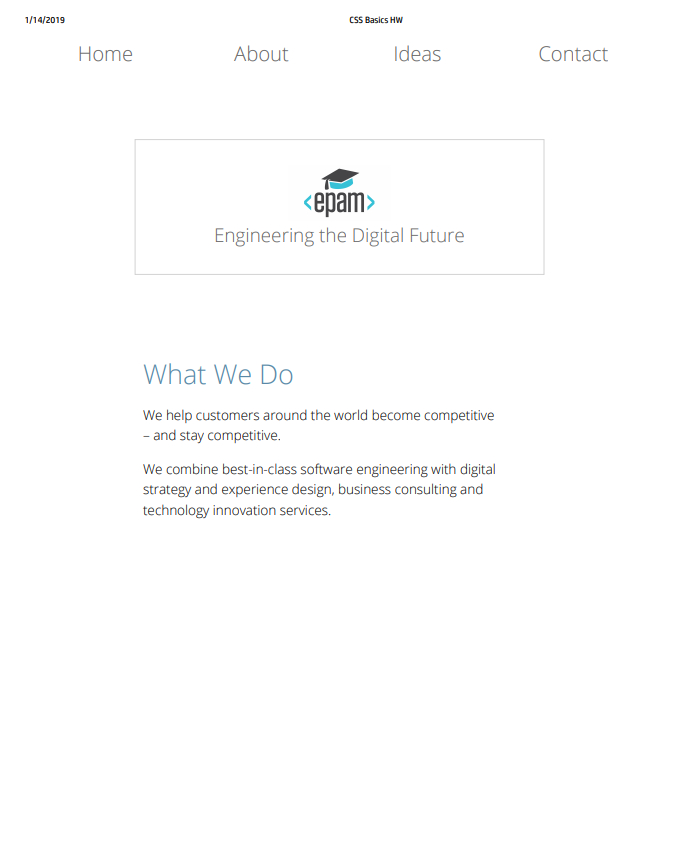 1/14/2019 CSS Basics HW
Home About Ideas Contact
<epam>
Engineering the Digital Future
What We Do
We help customers around the world become competitive
– and stay competitive.
We combine best-in-class software engineering with digital
strategy and experience design, business consulting and
technology innovation services.